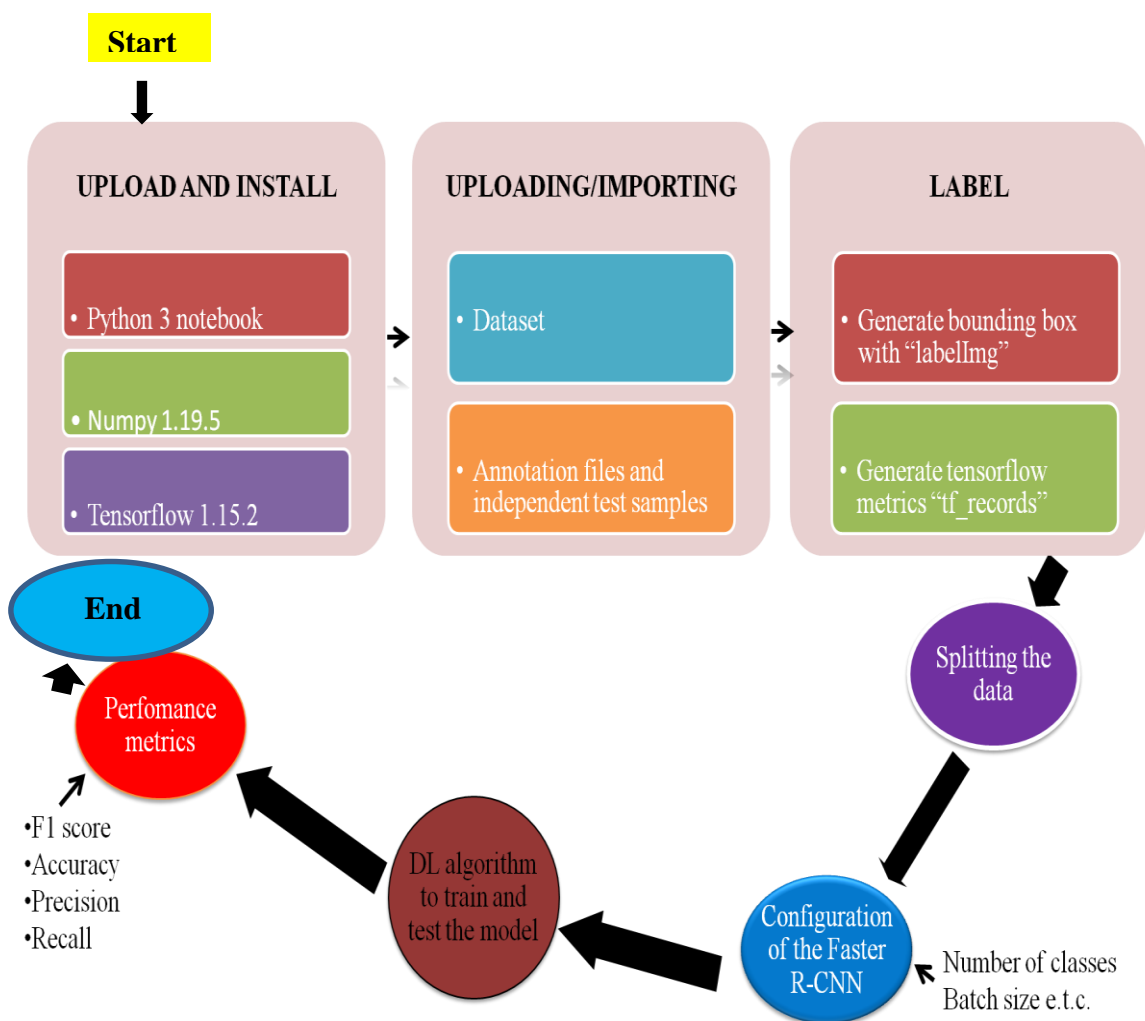 Start
UPLOAD AND INSTALL
• Python 3 notebook
• Numpy 1.19.5
• Tensorflow 1.15.2
UPLOADING/IMPORTING
• Dataset
• Annotation files and
independent test samples
LABEL
• Generate bounding box
with “labelImg”
• Generate tensorflow
metrics “tf_records”
Splitting the
data
Configuration
of the Faster
R-CNN
Number of classes
Batch size e.t.c.
DL algorithm
to train and
test the model
Perfomance
metrics
•F1 score
•Accuracy
•Precision
•Recall
End